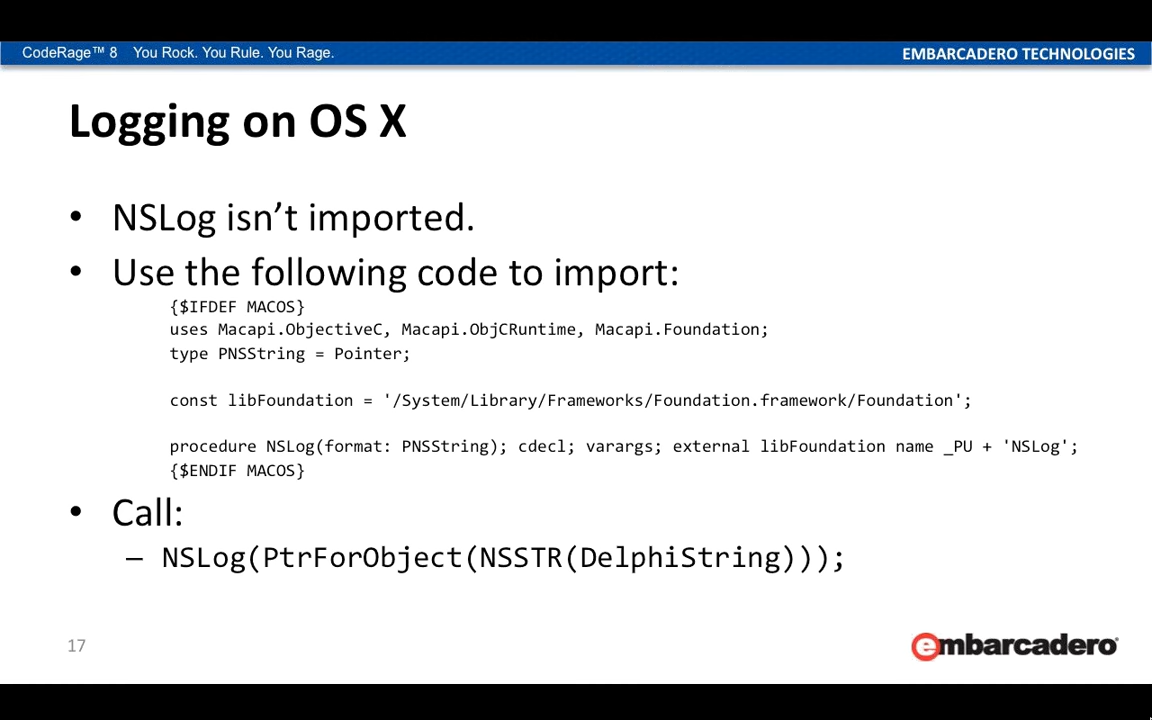 CodeRage™ 8 You Rock. You Rule. You Rage.
EMBARCADERO TECHNOLOGIES
Logging on OS X
• NSLog isn’t imported.
• Use the following code to import:
{$IFDEF MACOS}
uses Macapi.ObjectiveC, Macapi.ObjCRuntime, Macapi.Foundation;
type PNSString = Pointer;
const libFoundation = '/System/Library/Frameworks/Foundation.framework/Foundation';
procedure NSLog(format: PNSString); cdecl; varargs; external libFoundation name _PU + 'NSLog';
{$ENDIF MACOS}
• Call:
– NSLog(PtrForObject(NSSTR(DelphiString)));
17
embarcadero